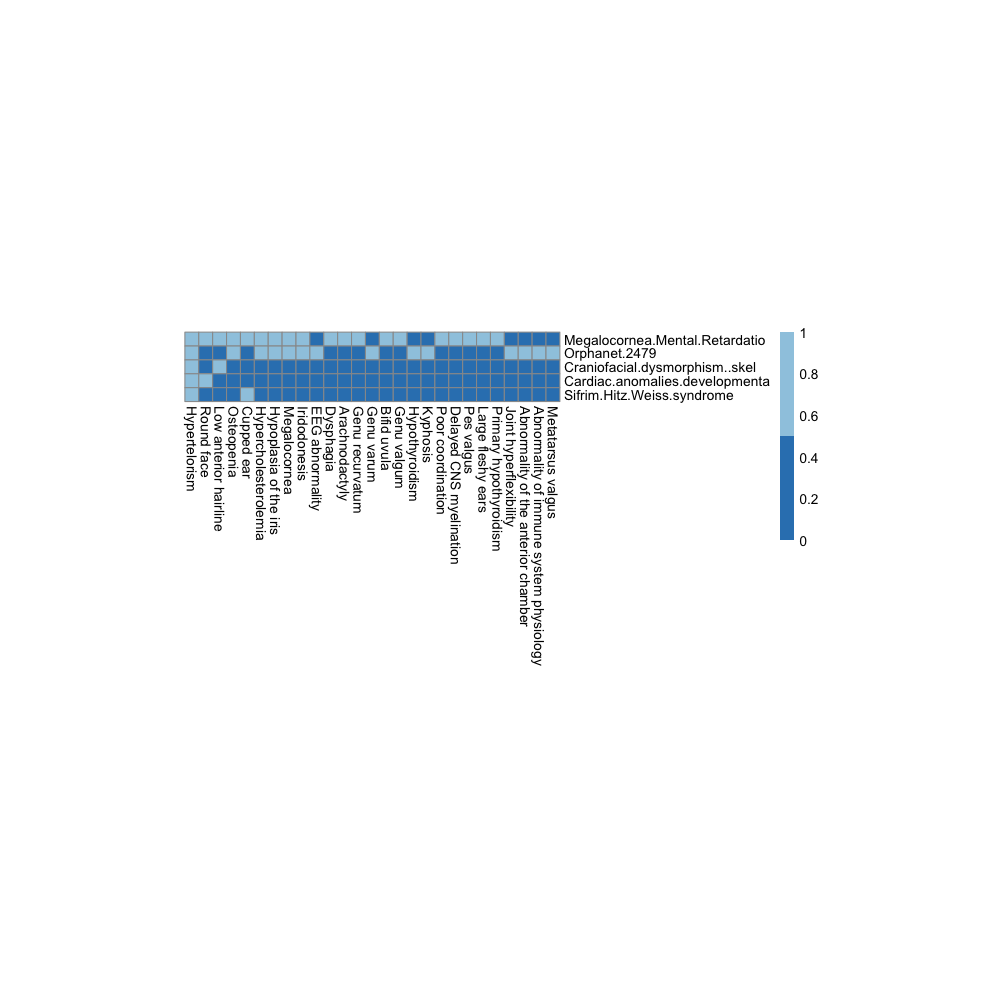 Megalocornea.Mental.Retardatio
Orphanet.2479
Craniofacial.dysmorphism..skel
Cardiac.anomalies.developmenta
Sifrim.Hitz.Weiss.syndrome
1
0.8
0.6
0.4
0.2
0
Hypertelorism
Round face
Low anterior hairline
Osteopenia
Cupped ear
Hypercholesterolemia
Hypoplasia of the iris
Megalocornea
Iridodonesis
EEG abnormality
Dysphagia
Arachnodactyly
Genu recurvatum
Genu varum
Bifid uvula
Genu valgum
Hypothyroidism
Kyphosis
Poor coordination
Delayed CNS myelination
Pes valgus
Large fleshy ears
Primary hypothyroidism
Joint hyperflexibility
Abnormality of the anterior chamber
Abnormality of immune system physiology
Metatarsus valgus